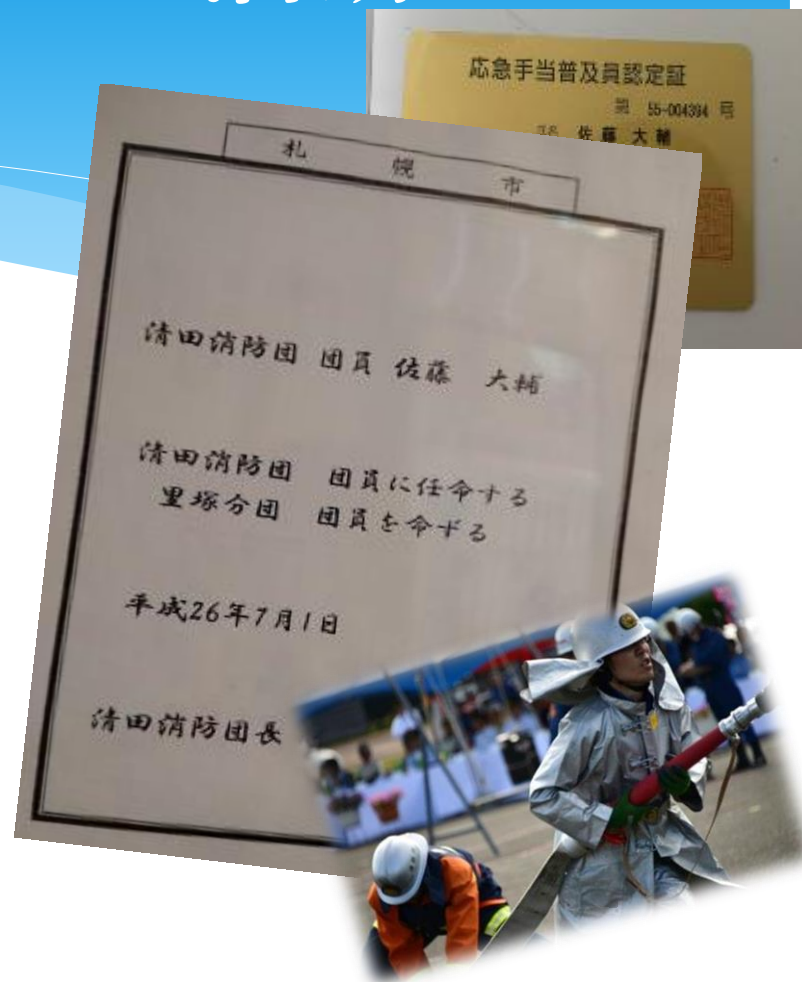 応急手当普及員認定証
第 55-004394 号
氏名 佐藤 大輔
札幌市
清田消防団 団員 佐藤 大輔
清田消防団 団員に任命する
里塚分団 団員を命ずる
平成26年7月1日
清田消防団長